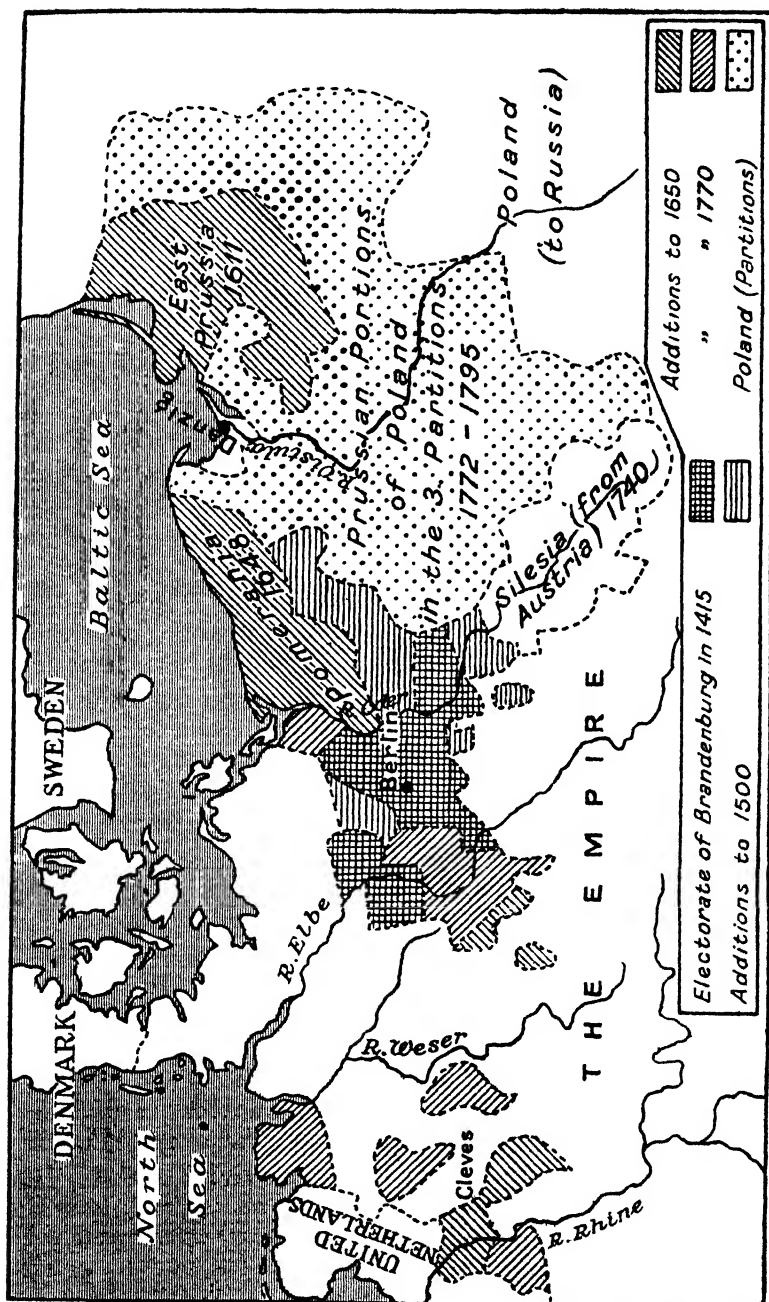 SWEDEN
DENMARK
Baltic Sea
North
Sea
East
Prussia
1611
Danzig
R. Vistula
Pomerania
1648
Prussian Portions
of Poland
in the 3. Partitions
1772 - 1795
Poland
(to Russia)
R. Oder
Berlin
Silesia (from
Austria) 1740
R. Elbe
R. Weser
UNITED
NETHERLANDS
Cleves
R. Rhine
THE EMPIRE
Electorate of Brandenburg in 1415
Additions to 1500
Additions to 1650
" " 1770
Poland (Partitions)